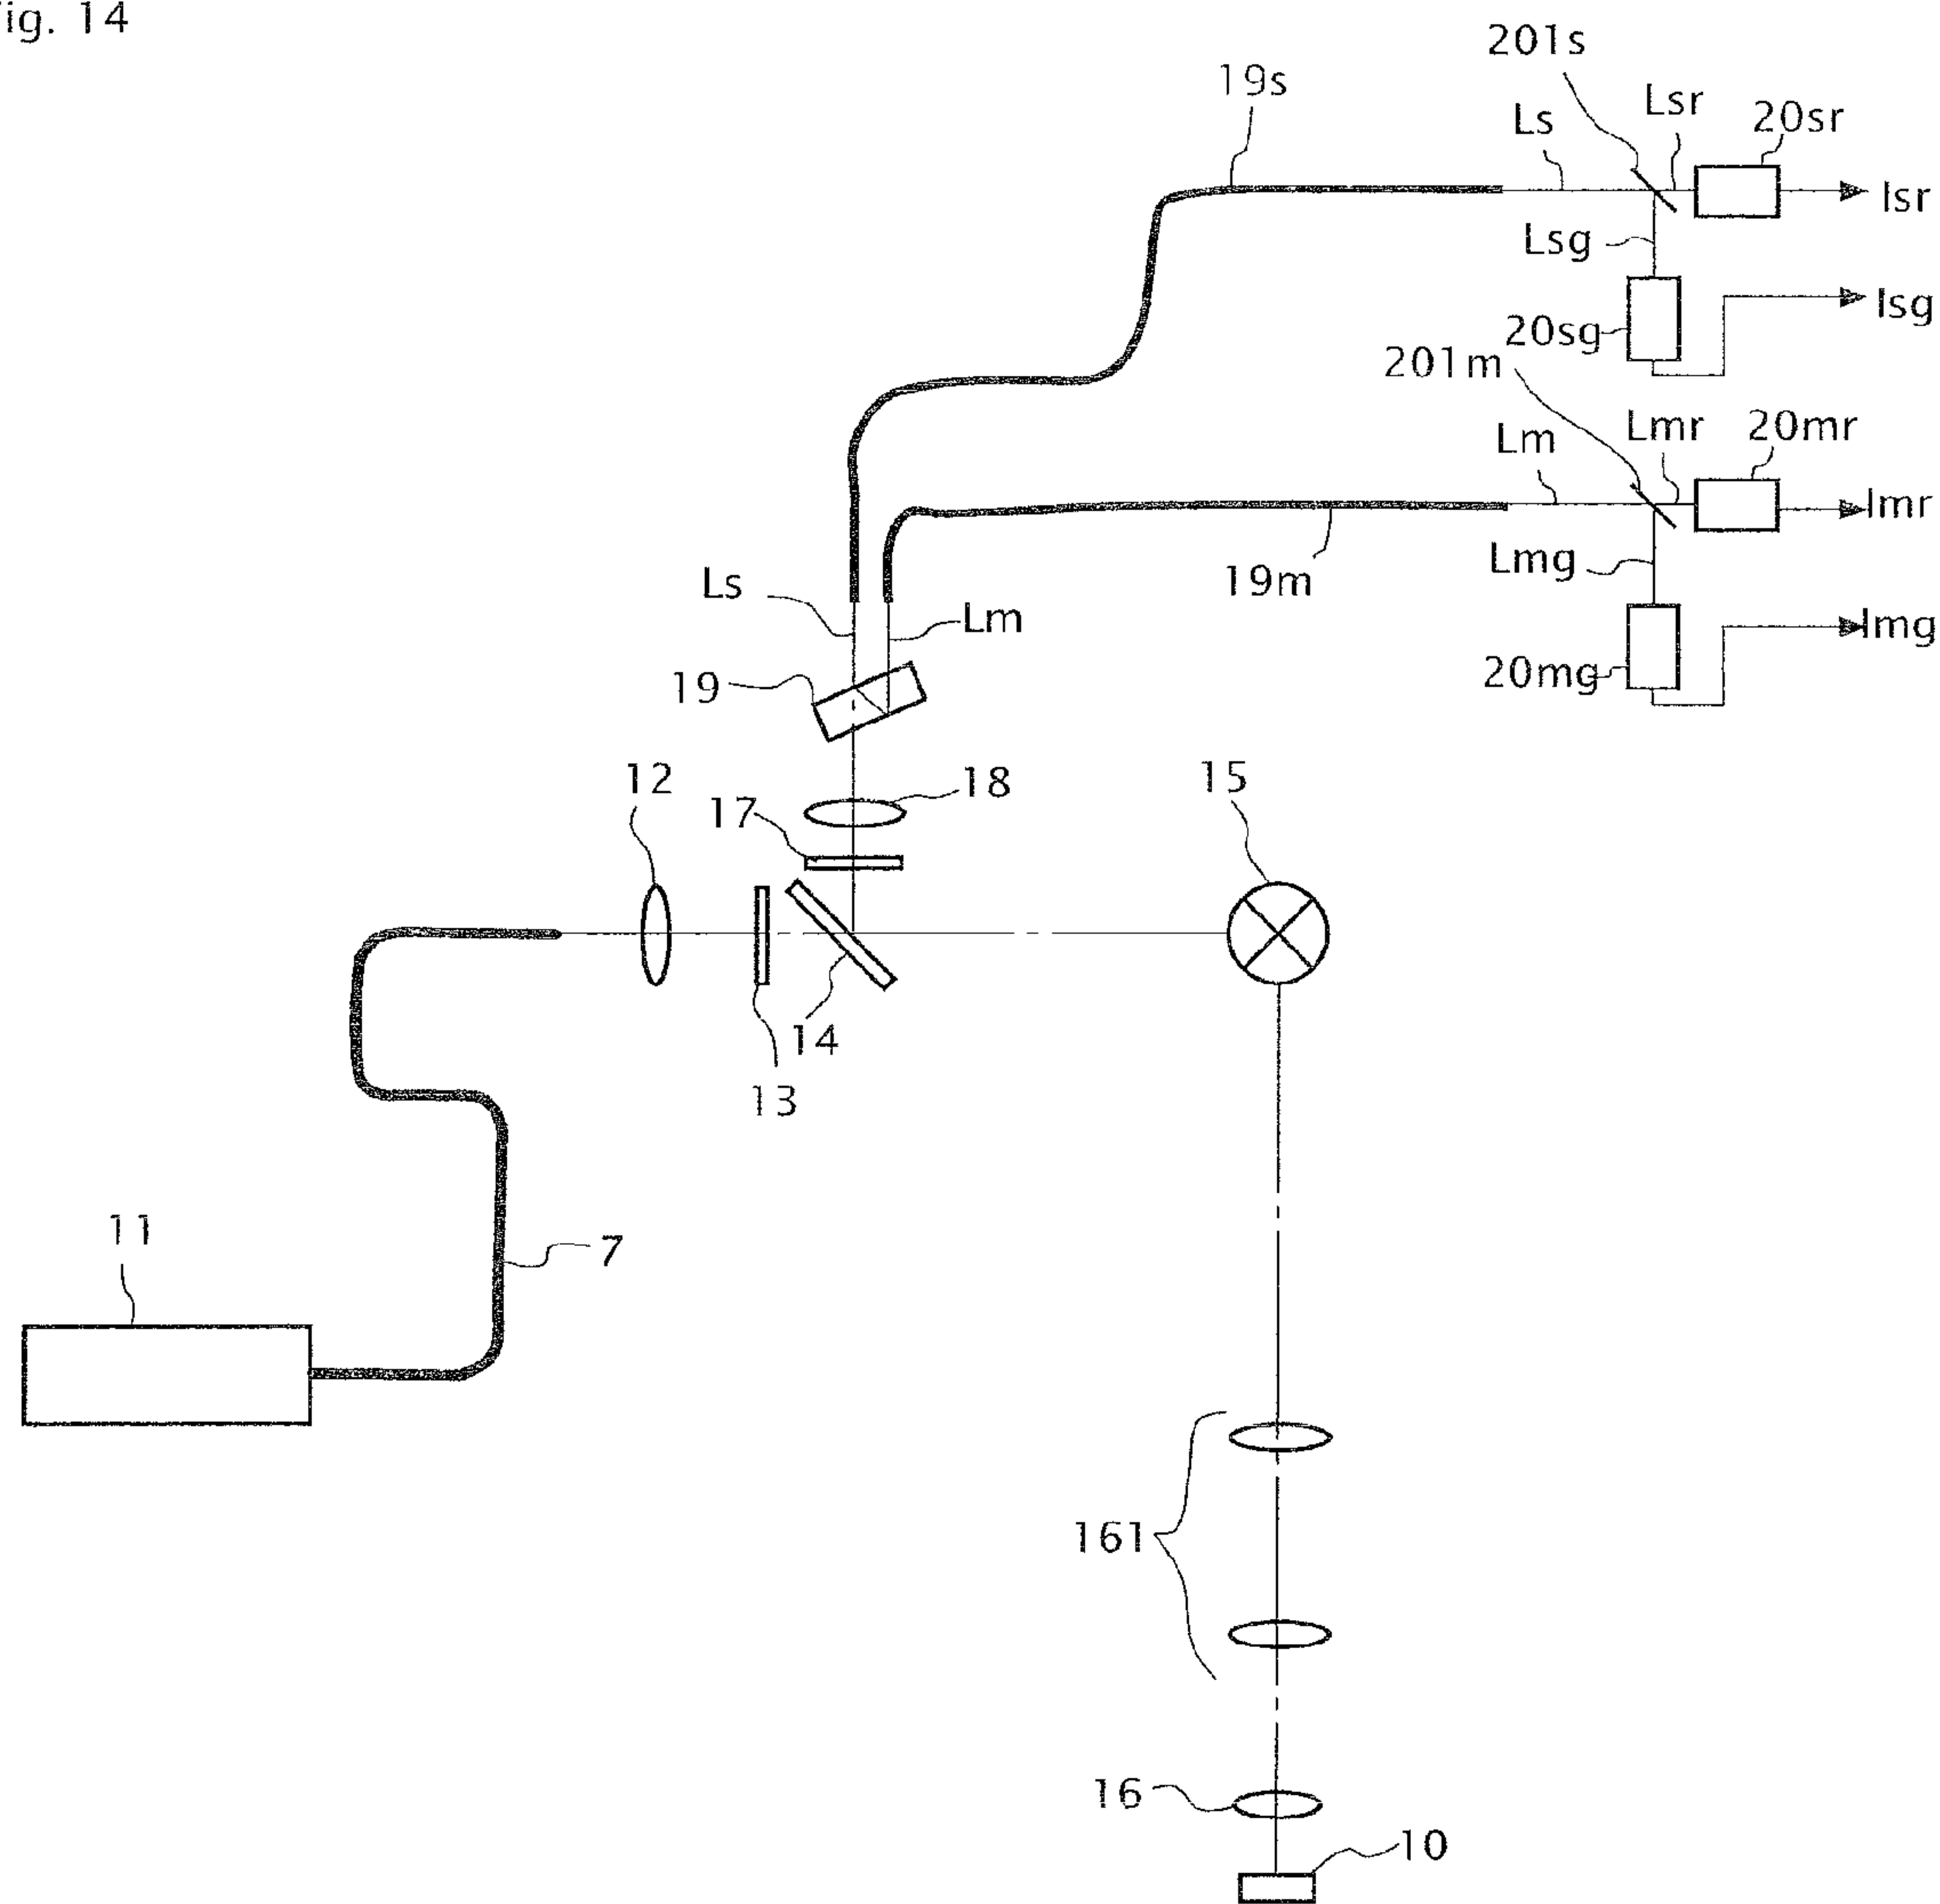 ig. 14
201s
19s
Lsr
Ls
20sr
Isr
Lsg
Isg
20sg
201m
Lmr
20mr
Lm
Imr
19m
Lmg
Ls
Lm
Img
20mg
19
12
17
18
15
14
13
11
7
161
16
10